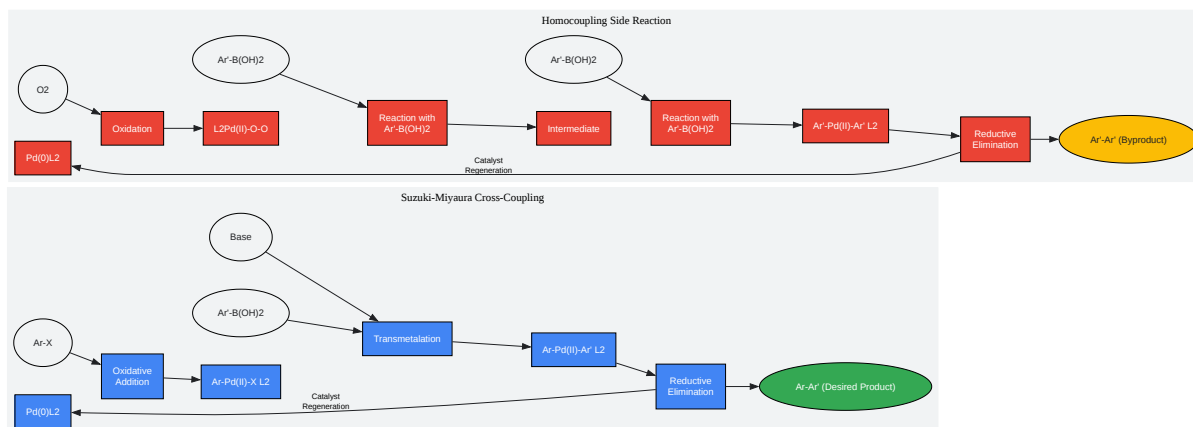 Homocoupling Side Reaction
Ar'-B(OH)2
Ar'-B(OH)2
O2
Oxidation
L2Pd(II)-O-O
Reaction with
Ar'-B(OH)2
Intermediate
Reaction with
Ar'-B(OH)2
Ar'-Pd(II)-Ar' L2
Reductive
Elimination
Ar'-Ar' (Byproduct)
Pd(0)L2
Catalyst
Regeneration
Suzuki-Miyaura Cross-Coupling
Base
Ar'-B(OH)2
Ar-X
Transmetalation
Ar-Pd(II)-Ar' L2
Oxidative
Addition
Ar-Pd(II)-X L2
Reductive
Elimination
Ar-Ar' (Desired Product)
Pd(0)L2
Catalyst
Regeneration